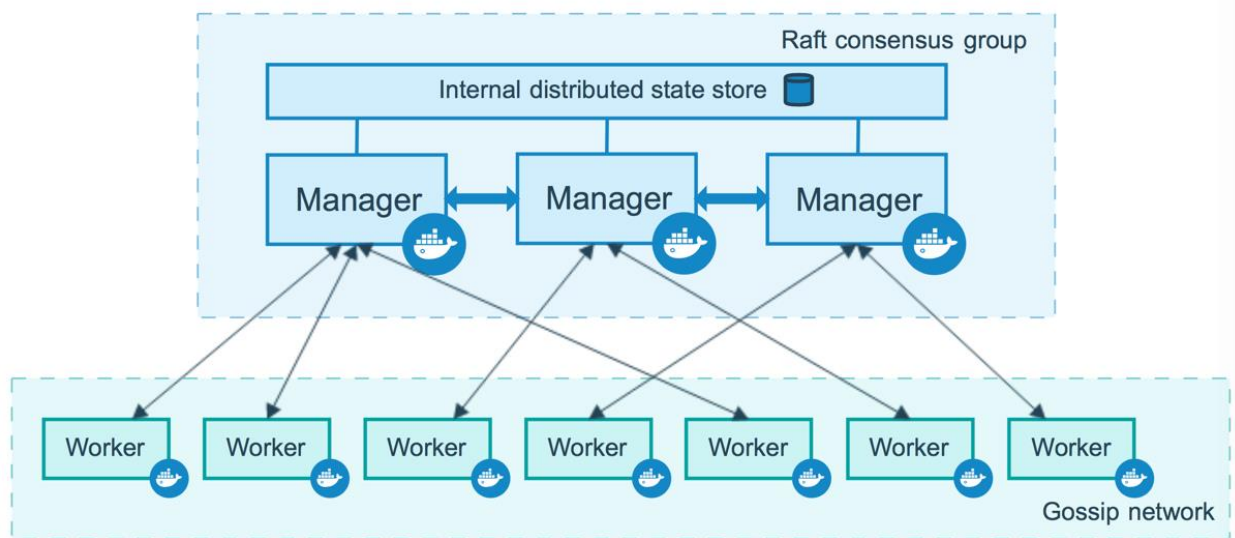 Raft consensus group
Internal distributed state store
Manager
Manager
Manager
Worker
Worker
Worker
Worker
Worker
Worker
Worker
Gossip network